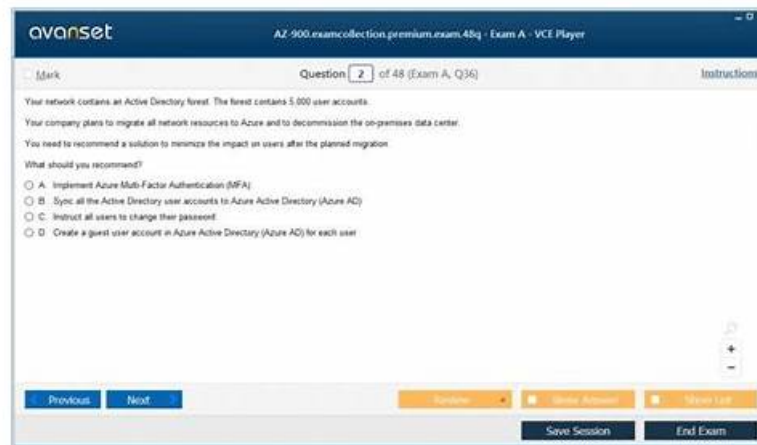 avanset
AZ-900.examcollection.premium.exam.48q - Exam A - VCE Player
Mark
Question 2 of 48 (Exam A, Q36)
Instructions
Your network contains an Active Directory forest. The forest contains 5,000 user accounts.
Your company plans to migrate all network resources to Azure and to decommission the on-premises data center.
You need to recommend a solution to minimize the impact on users after the planned migration
What should you recommend?
A. Implement Azure Multi-Factor Authentication (MFA)
B. Sync all the Active Directory user accounts to Azure Active Directory (Azure AD)
C. Instruct all users to change their password
D. Create a guest user account in Azure Active Directory (Azure AD) for each user
Previous
Next
Review
Show Answer
Show List
Save Session
End Exam